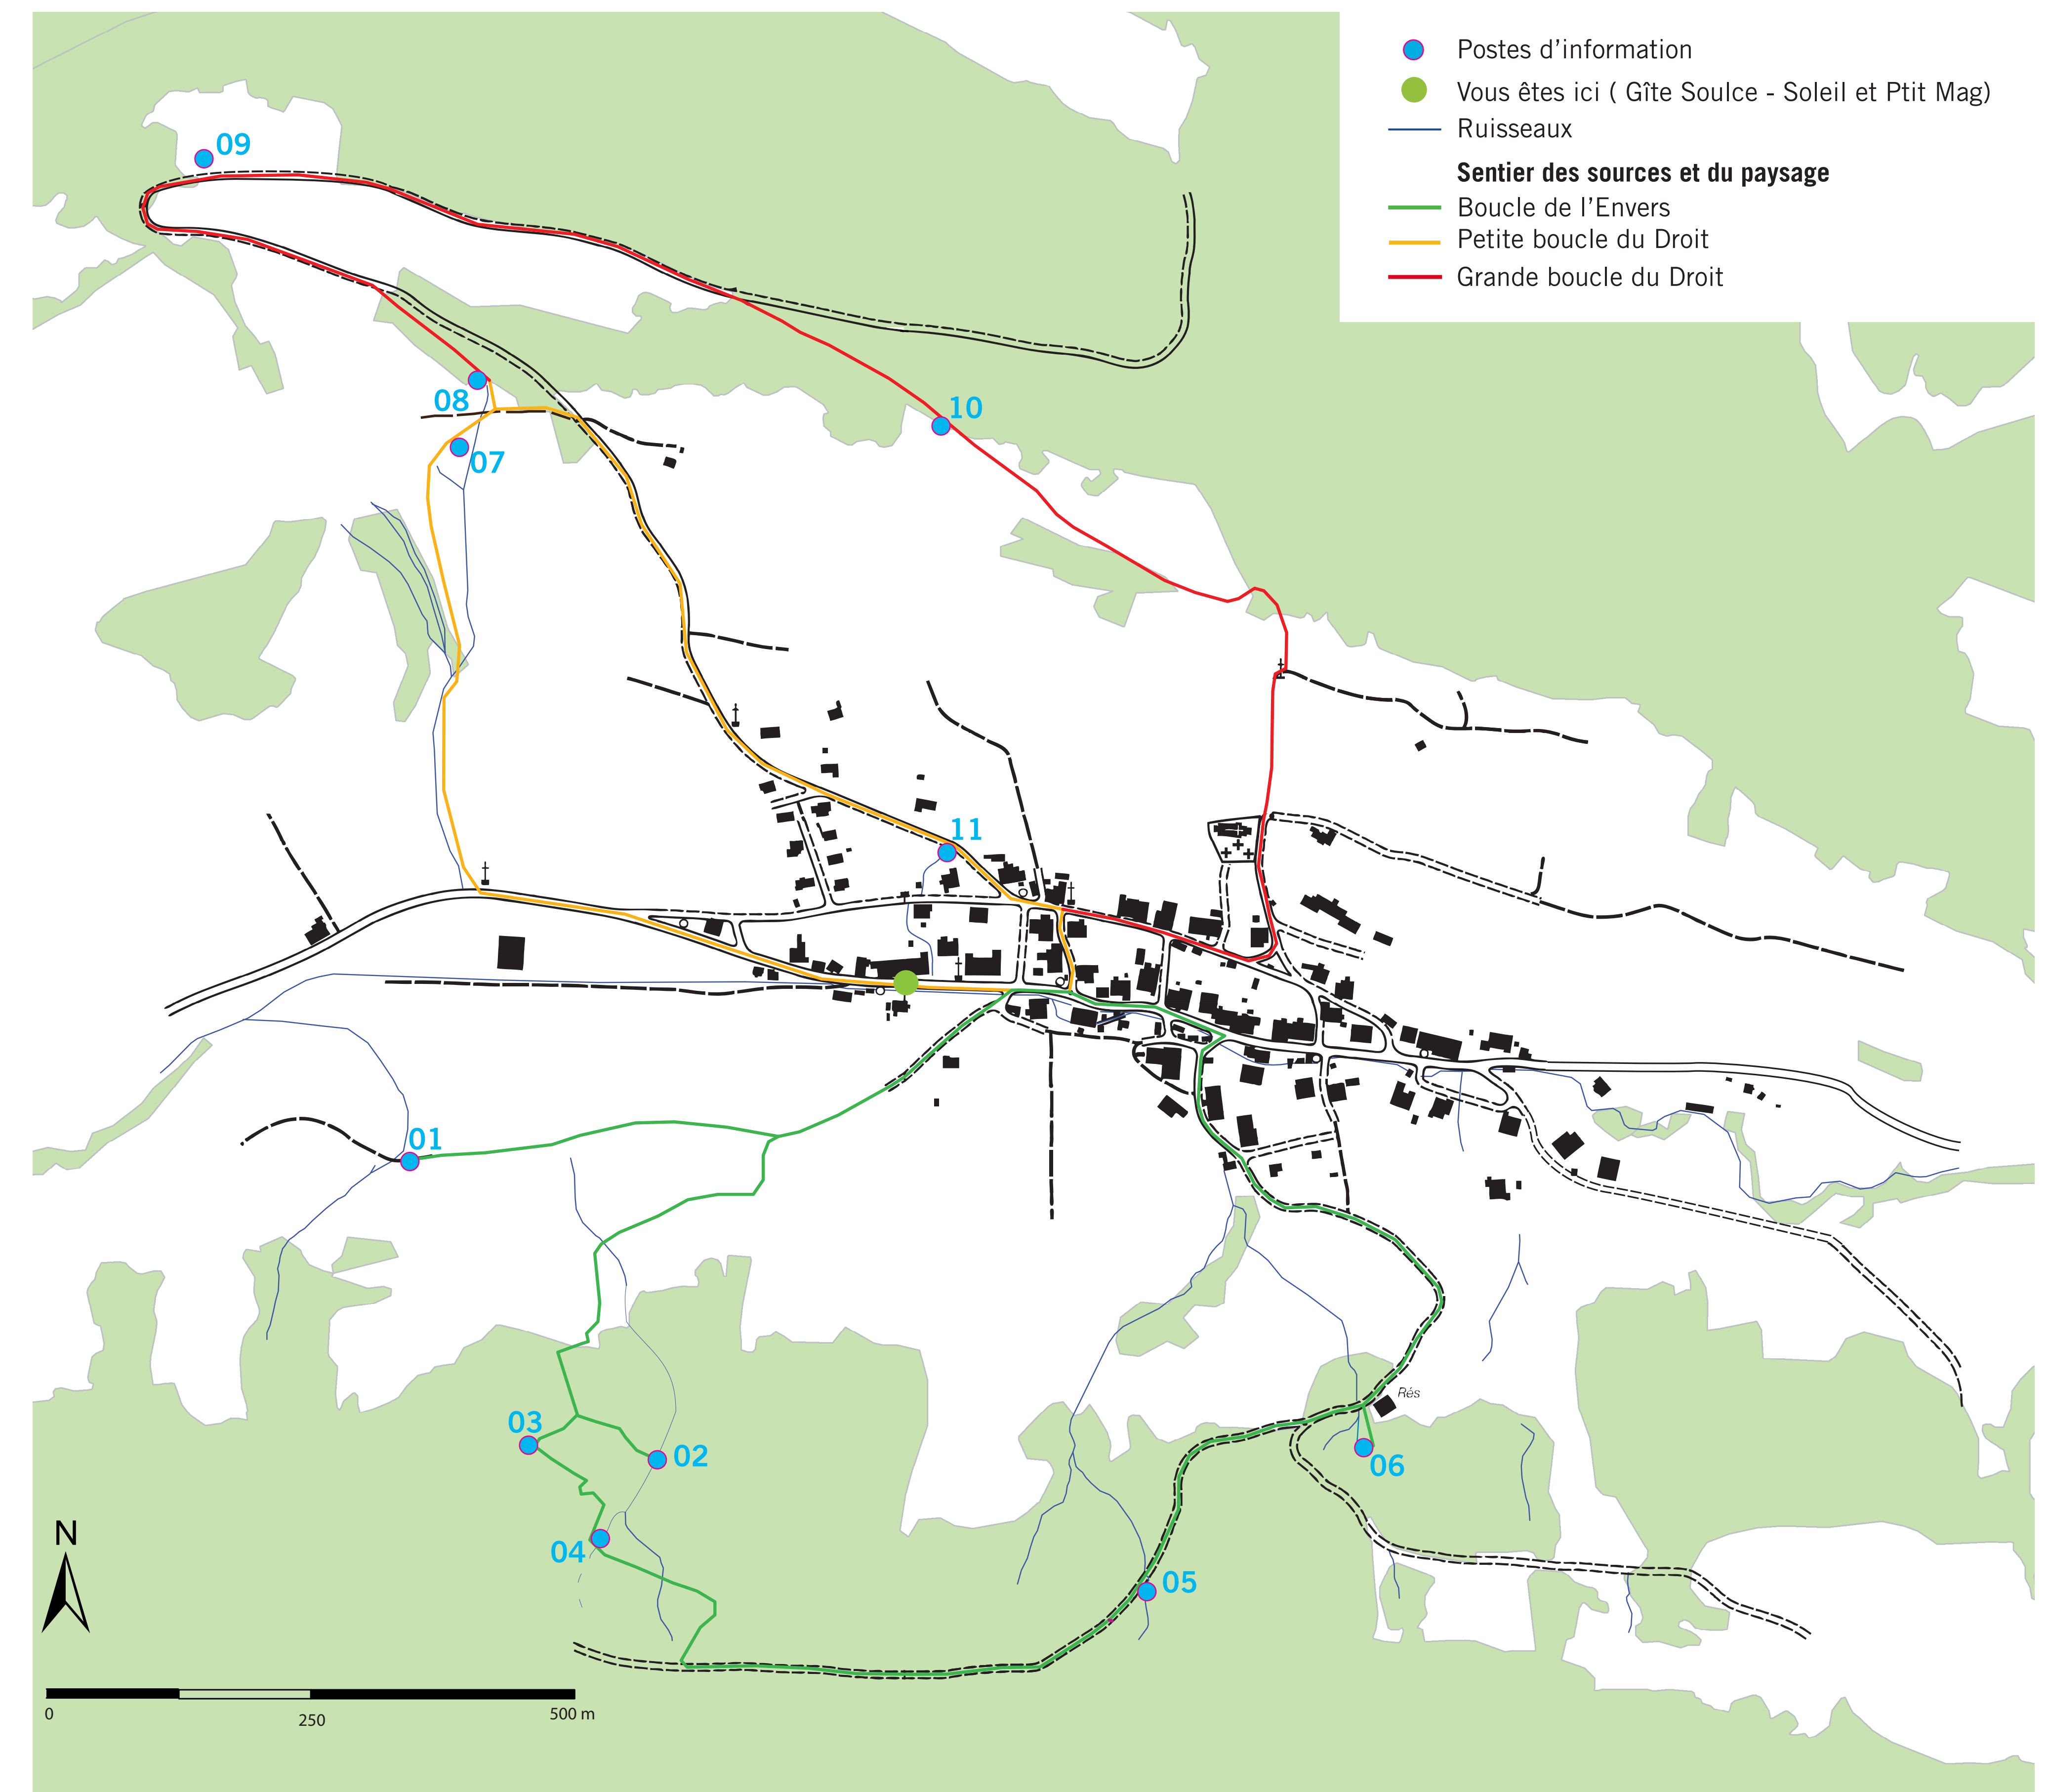 Postes d'information
Vous êtes ici ( Gîte Soulce - Soleil et Ptit Mag)
Ruisseaux
Sentier des sources et du paysage
Boucle de l'Envers
Petite boucle du Droit
Grande boucle du Droit
09
08
10
07
11
01
Rés
03
02
06
04
05
N
0
250
500 m